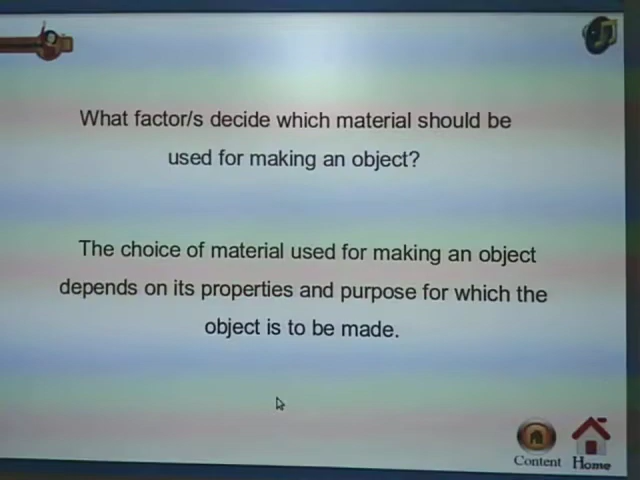 What factor/s decide which material should be
used for making an object?
The choice of material used for making an object
depends on its properties and purpose for which the
object is to be made.
Content Home